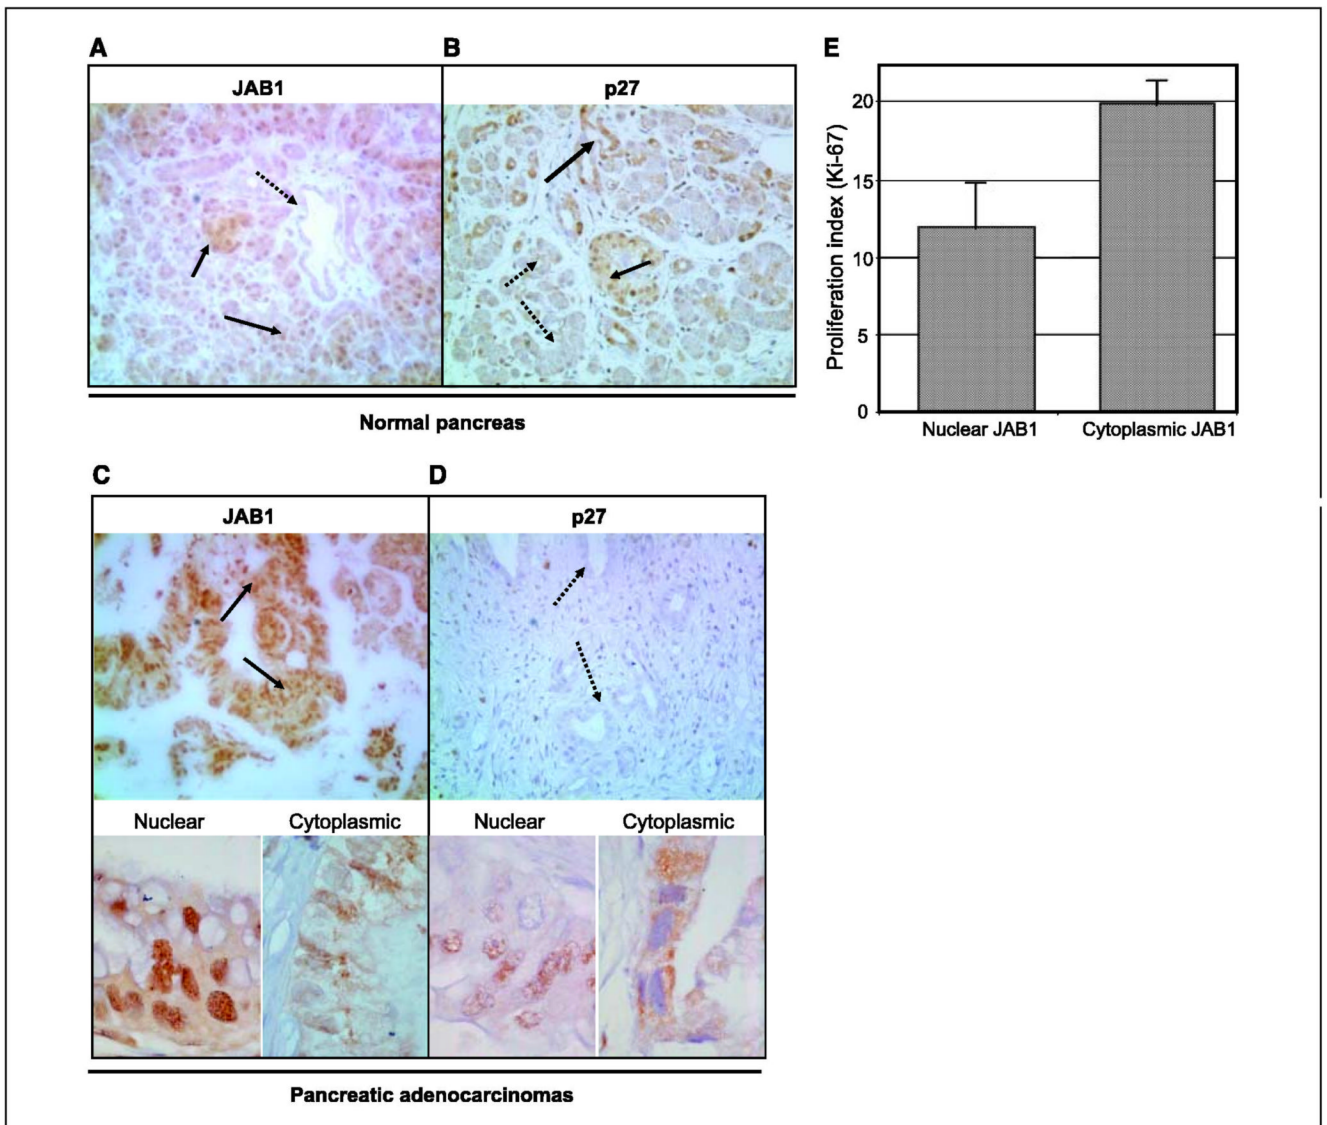 A
JAB1
B
p27
Normal pancreas
C
JAB1
D
p27
Nuclear
Cytoplasmic
Nuclear
Cytoplasmic
Pancreatic adenocarcinomas
E
Proliferation index (Ki-67)
20
15
10
5
0
Nuclear JAB1
Cytoplasmic JAB1